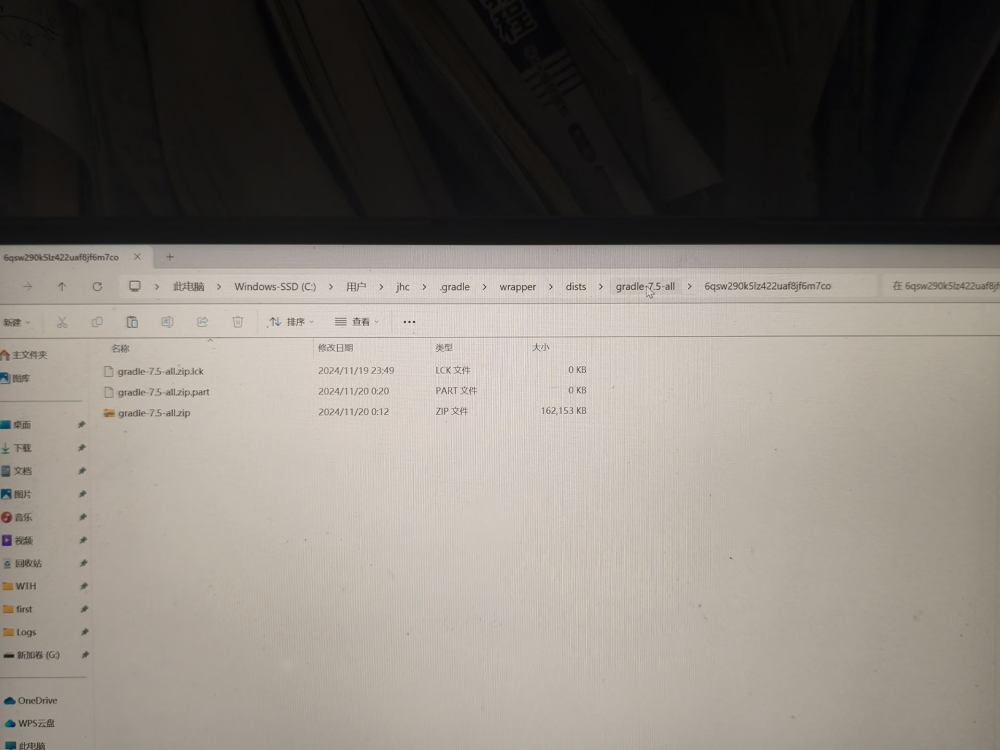 6qsw290k5lz422uaf8jf6m7co
此电脑 > Windows-SSD (C:) > 用户 > jhc > .gradle > wrapper > dists > gradle-7.5-all > 6qsw290k5lz422uaf8jf6m7co 在 6qsw290k5lz422uaf8jf
新建 排序 查看 •••
名称 修改日期 类型 大小
gradle-7.5-all.zip.lck 2024/11/19 23:49 LCK 文件 0 KB
gradle-7.5-all.zip.part 2024/11/20 0:20 PART 文件 0 KB
gradle-7.5-all.zip 2024/11/20 0:12 ZIP 文件 162,153 KB
主文件夹
图库
桌面
下载
文档
图片
音乐
视频
回收站
WTH
first
Logs
新加卷 (G:)
OneDrive
WPS云盘
此电脑